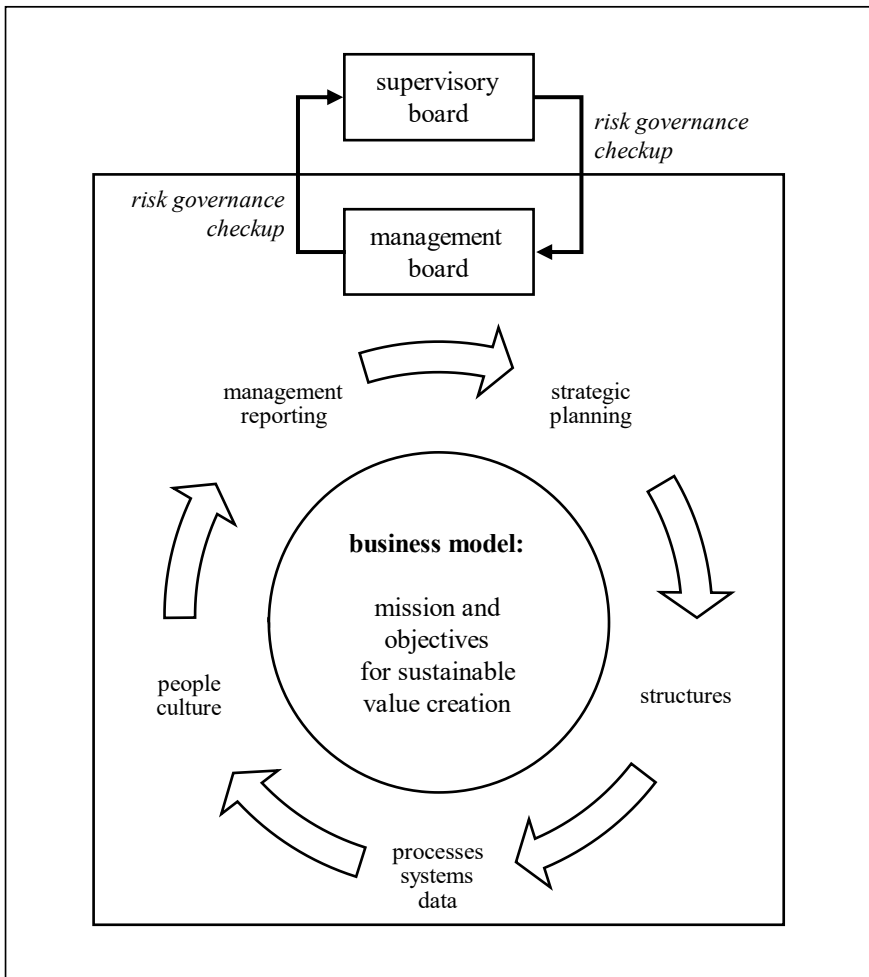 supervisory
board
risk governance
checkup
risk governance
checkup
management
board
management
reporting
strategic
planning
business model:
mission and
objectives
for sustainable
value creation
people
culture
structures
processes
systems
data